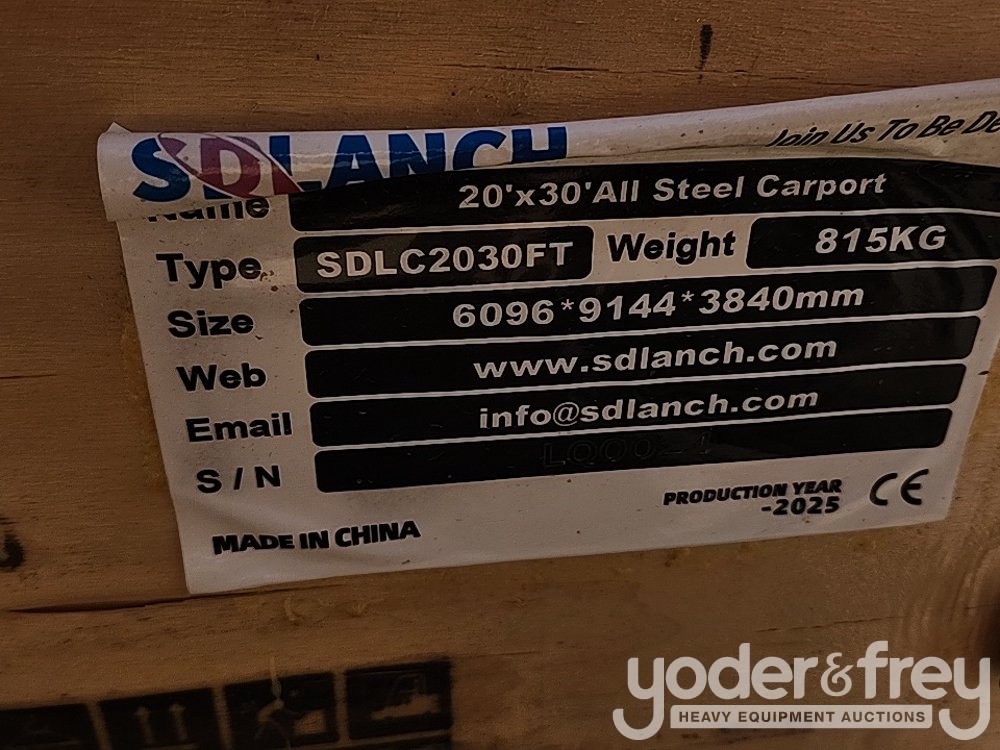 SDLANCH
Join Us To Be
Name 20'x30'All Steel Carport
Type SDLC2030FT Weight 815KG
Size 6096*9144*3840mm
Web www.sdlanch.com
Email info@sdlanch.com
S/N
PRODUCTION YEAR
-2025
CE
MADE IN CHINA
yoder&frey
HEAVY EQUIPMENT AUCTIONS